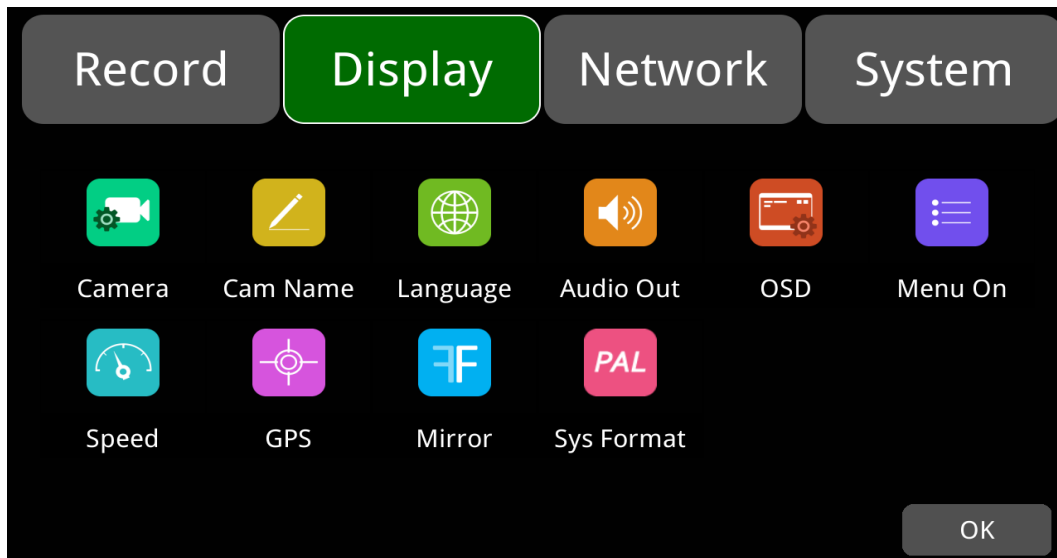 Record Display Network System
Camera Cam Name Language Audio Out OSD Menu On
PAL
Speed GPS Mirror Sys Format
OK